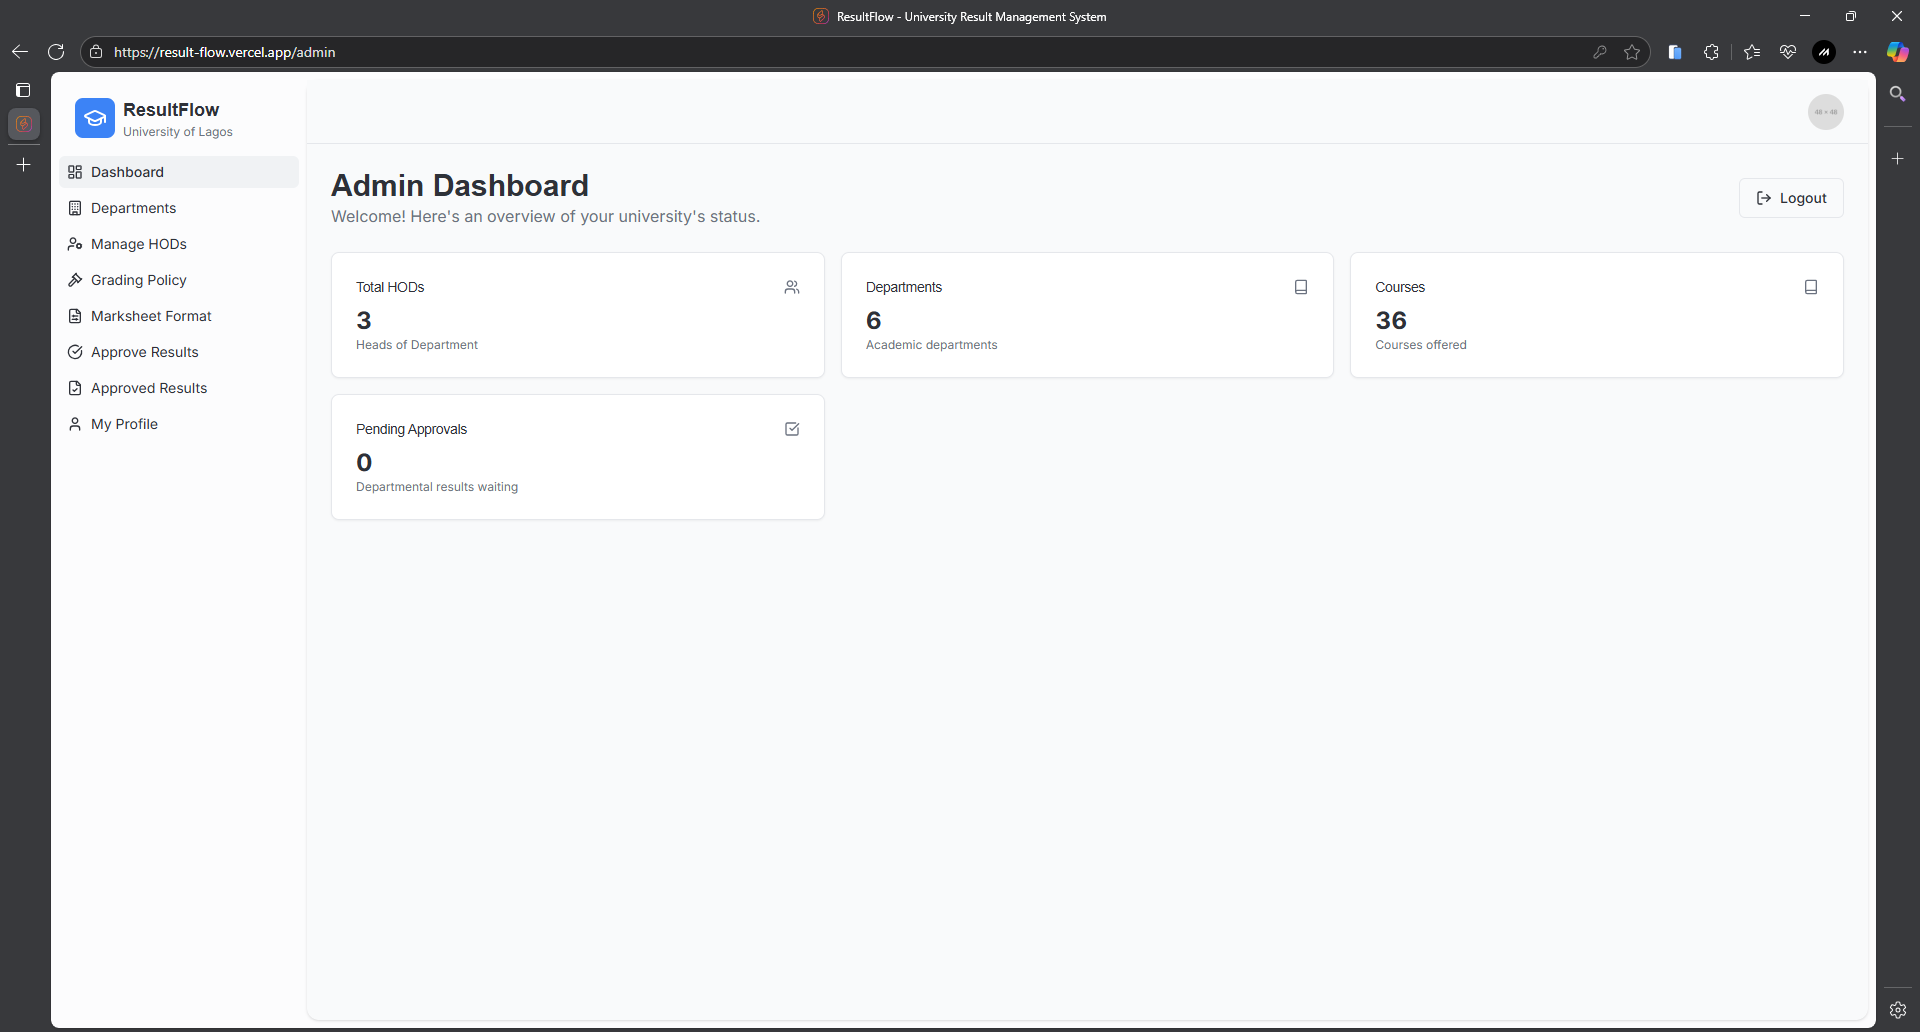 ResultFlow - University Result Management System
https://result-flow.vercel.app/admin
ResultFlow
University of Lagos
Dashboard
Departments
Manage HODs
Grading Policy
Marksheet Format
Approve Results
Approved Results
My Profile
48 × 48
Admin Dashboard
Welcome! Here's an overview of your university's status.
Logout
Total HODs
3
Heads of Department
Departments
6
Academic departments
Courses
36
Courses offered
Pending Approvals
0
Departmental results waiting